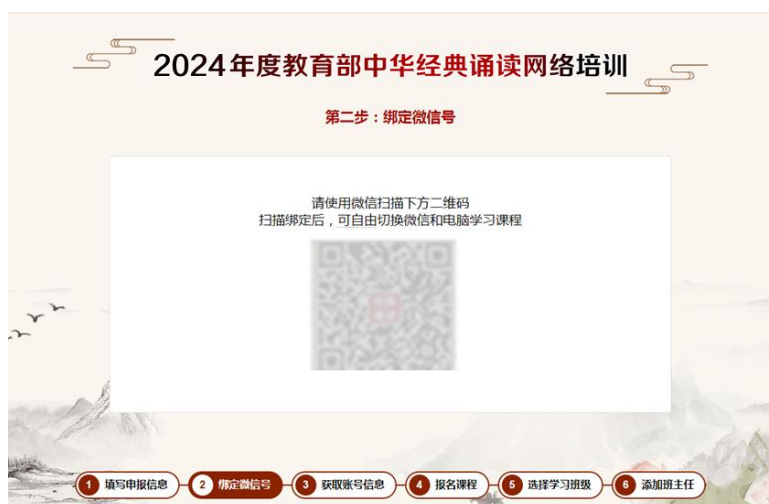 2024年度教育部中华经典诵读网络培训
第二步：绑定微信号
请使用微信扫描下方二维码
扫描绑定后，可自由切换微信和电脑学习课程
1 填写申报信息 2 绑定微信号 3 获取账号信息 4 报名课程 5 选择学习班级 6 添加班主任